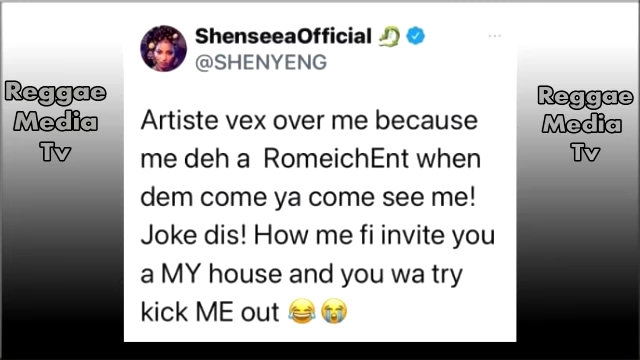 ShenseeaOfficial 🐉
@SHENYENG
Reggae
Media
Tv
Artiste vex over me because
me deh a RomeichEnt when
dem come ya come see me!
Joke dis! How me fi invite you
a MY house and you wa try
kick ME out 😂😭
Reggae
Media
Tv